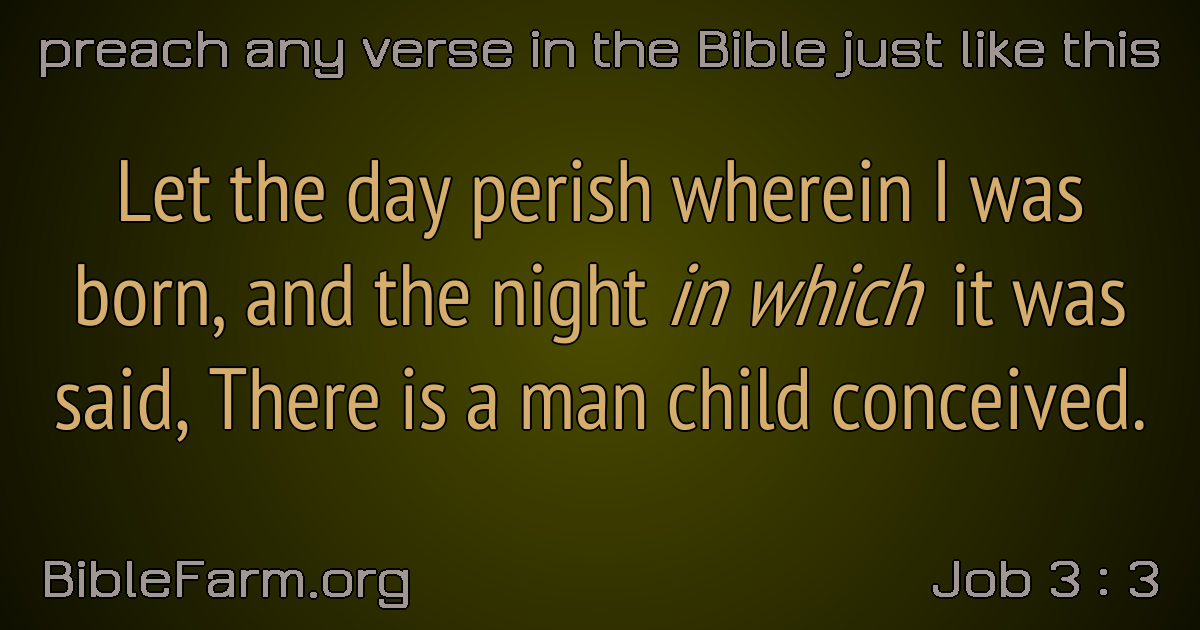 preach any verse in the Bible just like this
Let the day perish wherein I was
born, and the night in which it was
said, There is a man child conceived.
BibleFarm.org
Job 3 : 3